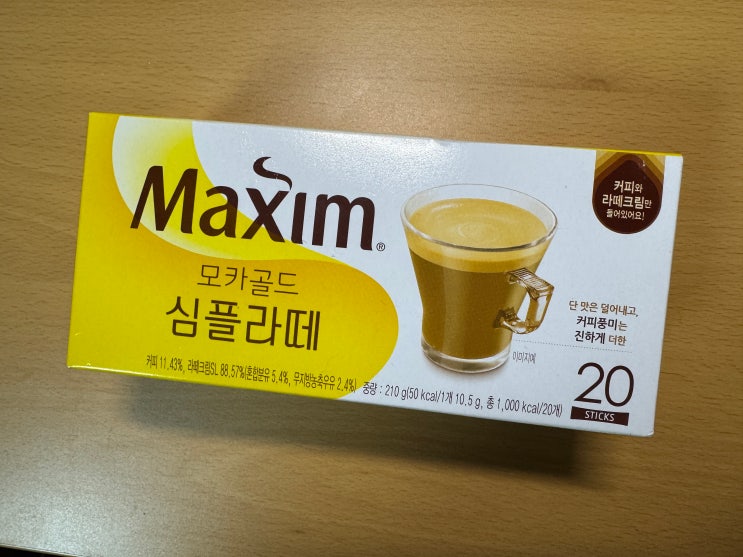 Maxim®
모카골드
심플라떼
커피 11.43%, 라떼크림SL 88.57%(혼합분유 5.4%, 무지방농축우유 2.4%)
중량 : 210 g(50 kcal/1개 10.5 g, 총 1,000 kcal/20개)
커피와
라떼크림만
들어있어요!
단 맛은 덜어내고,
커피풍미는
진하게 더한
이미지예
20
STICKS